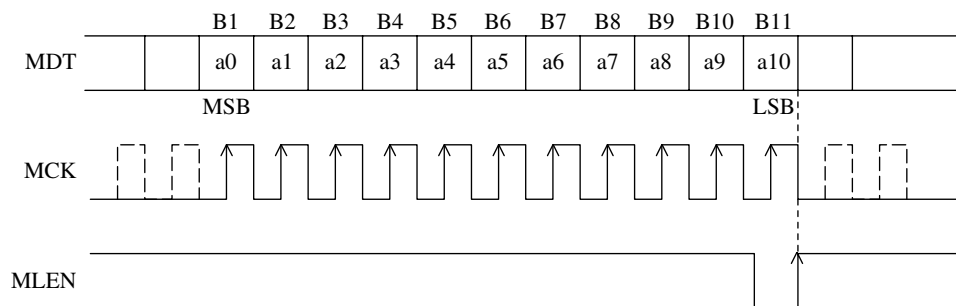 B1 B2 B3 B4 B5 B6 B7 B8 B9 B10 B11
MDT a0 a1 a2 a3 a4 a5 a6 a7 a8 a9 a10
MSB LSB
MCK
MLEN